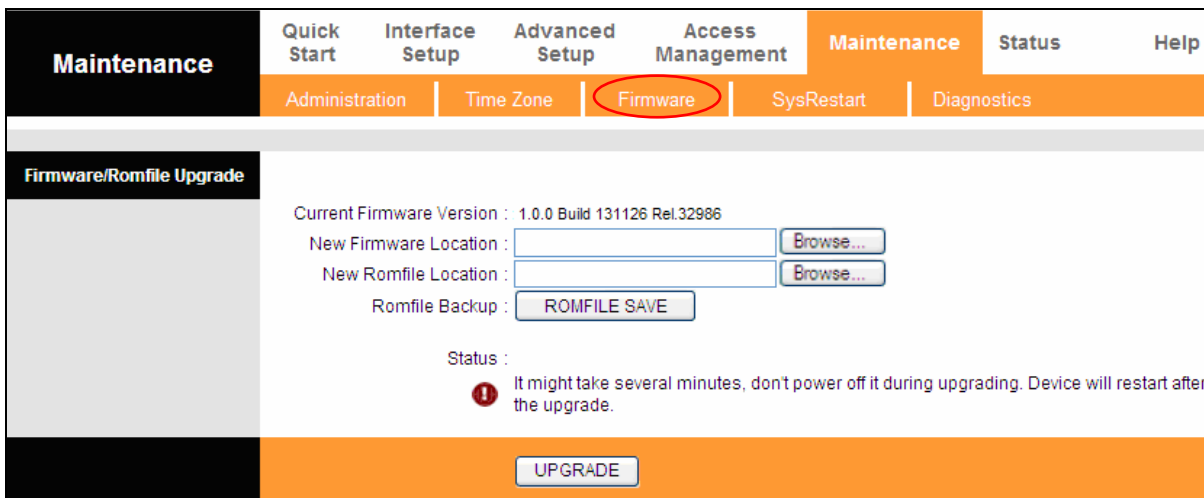 Maintenance
Quick Start
Interface Setup
Advanced Setup
Access Management
Maintenance
Status
Help
Administration
Time Zone
Firmware
SysRestart
Diagnostics
Firmware/Romfile Upgrade
Current Firmware Version : 1.0.0 Build 131126 Rel.32986
New Firmware Location : Browse...
New Romfile Location : Browse...
Romfile Backup : ROMFILE SAVE
Status :
It might take several minutes, don't power off it during upgrading. Device will restart after
the upgrade.
UPGRADE